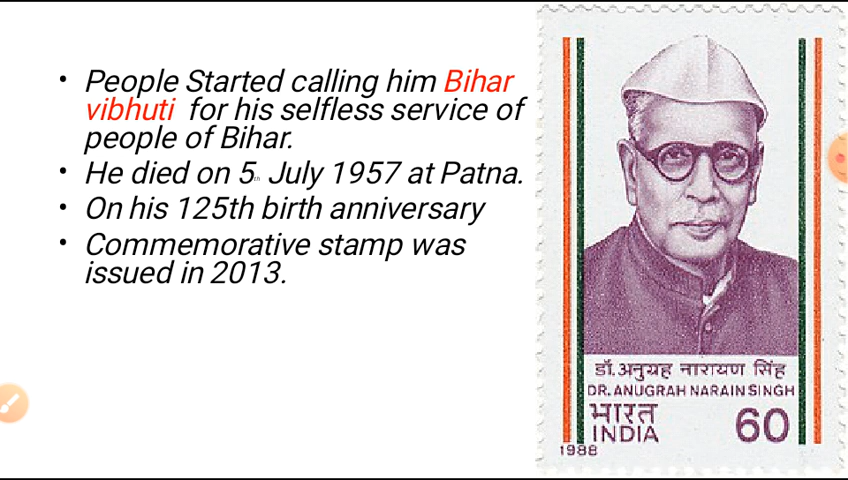 • People Started calling him Bihar
vibhuti for his selfless service of
people of Bihar.
• He died on 5th July 1957 at Patna.
• On his 125th birth anniversary
• Commemorative stamp was
issued in 2013.
डॉ. अनुग्रह नारायण सिंह
DR. ANUGRAH NARAIN SINGH
भारत
INDIA
60
1988